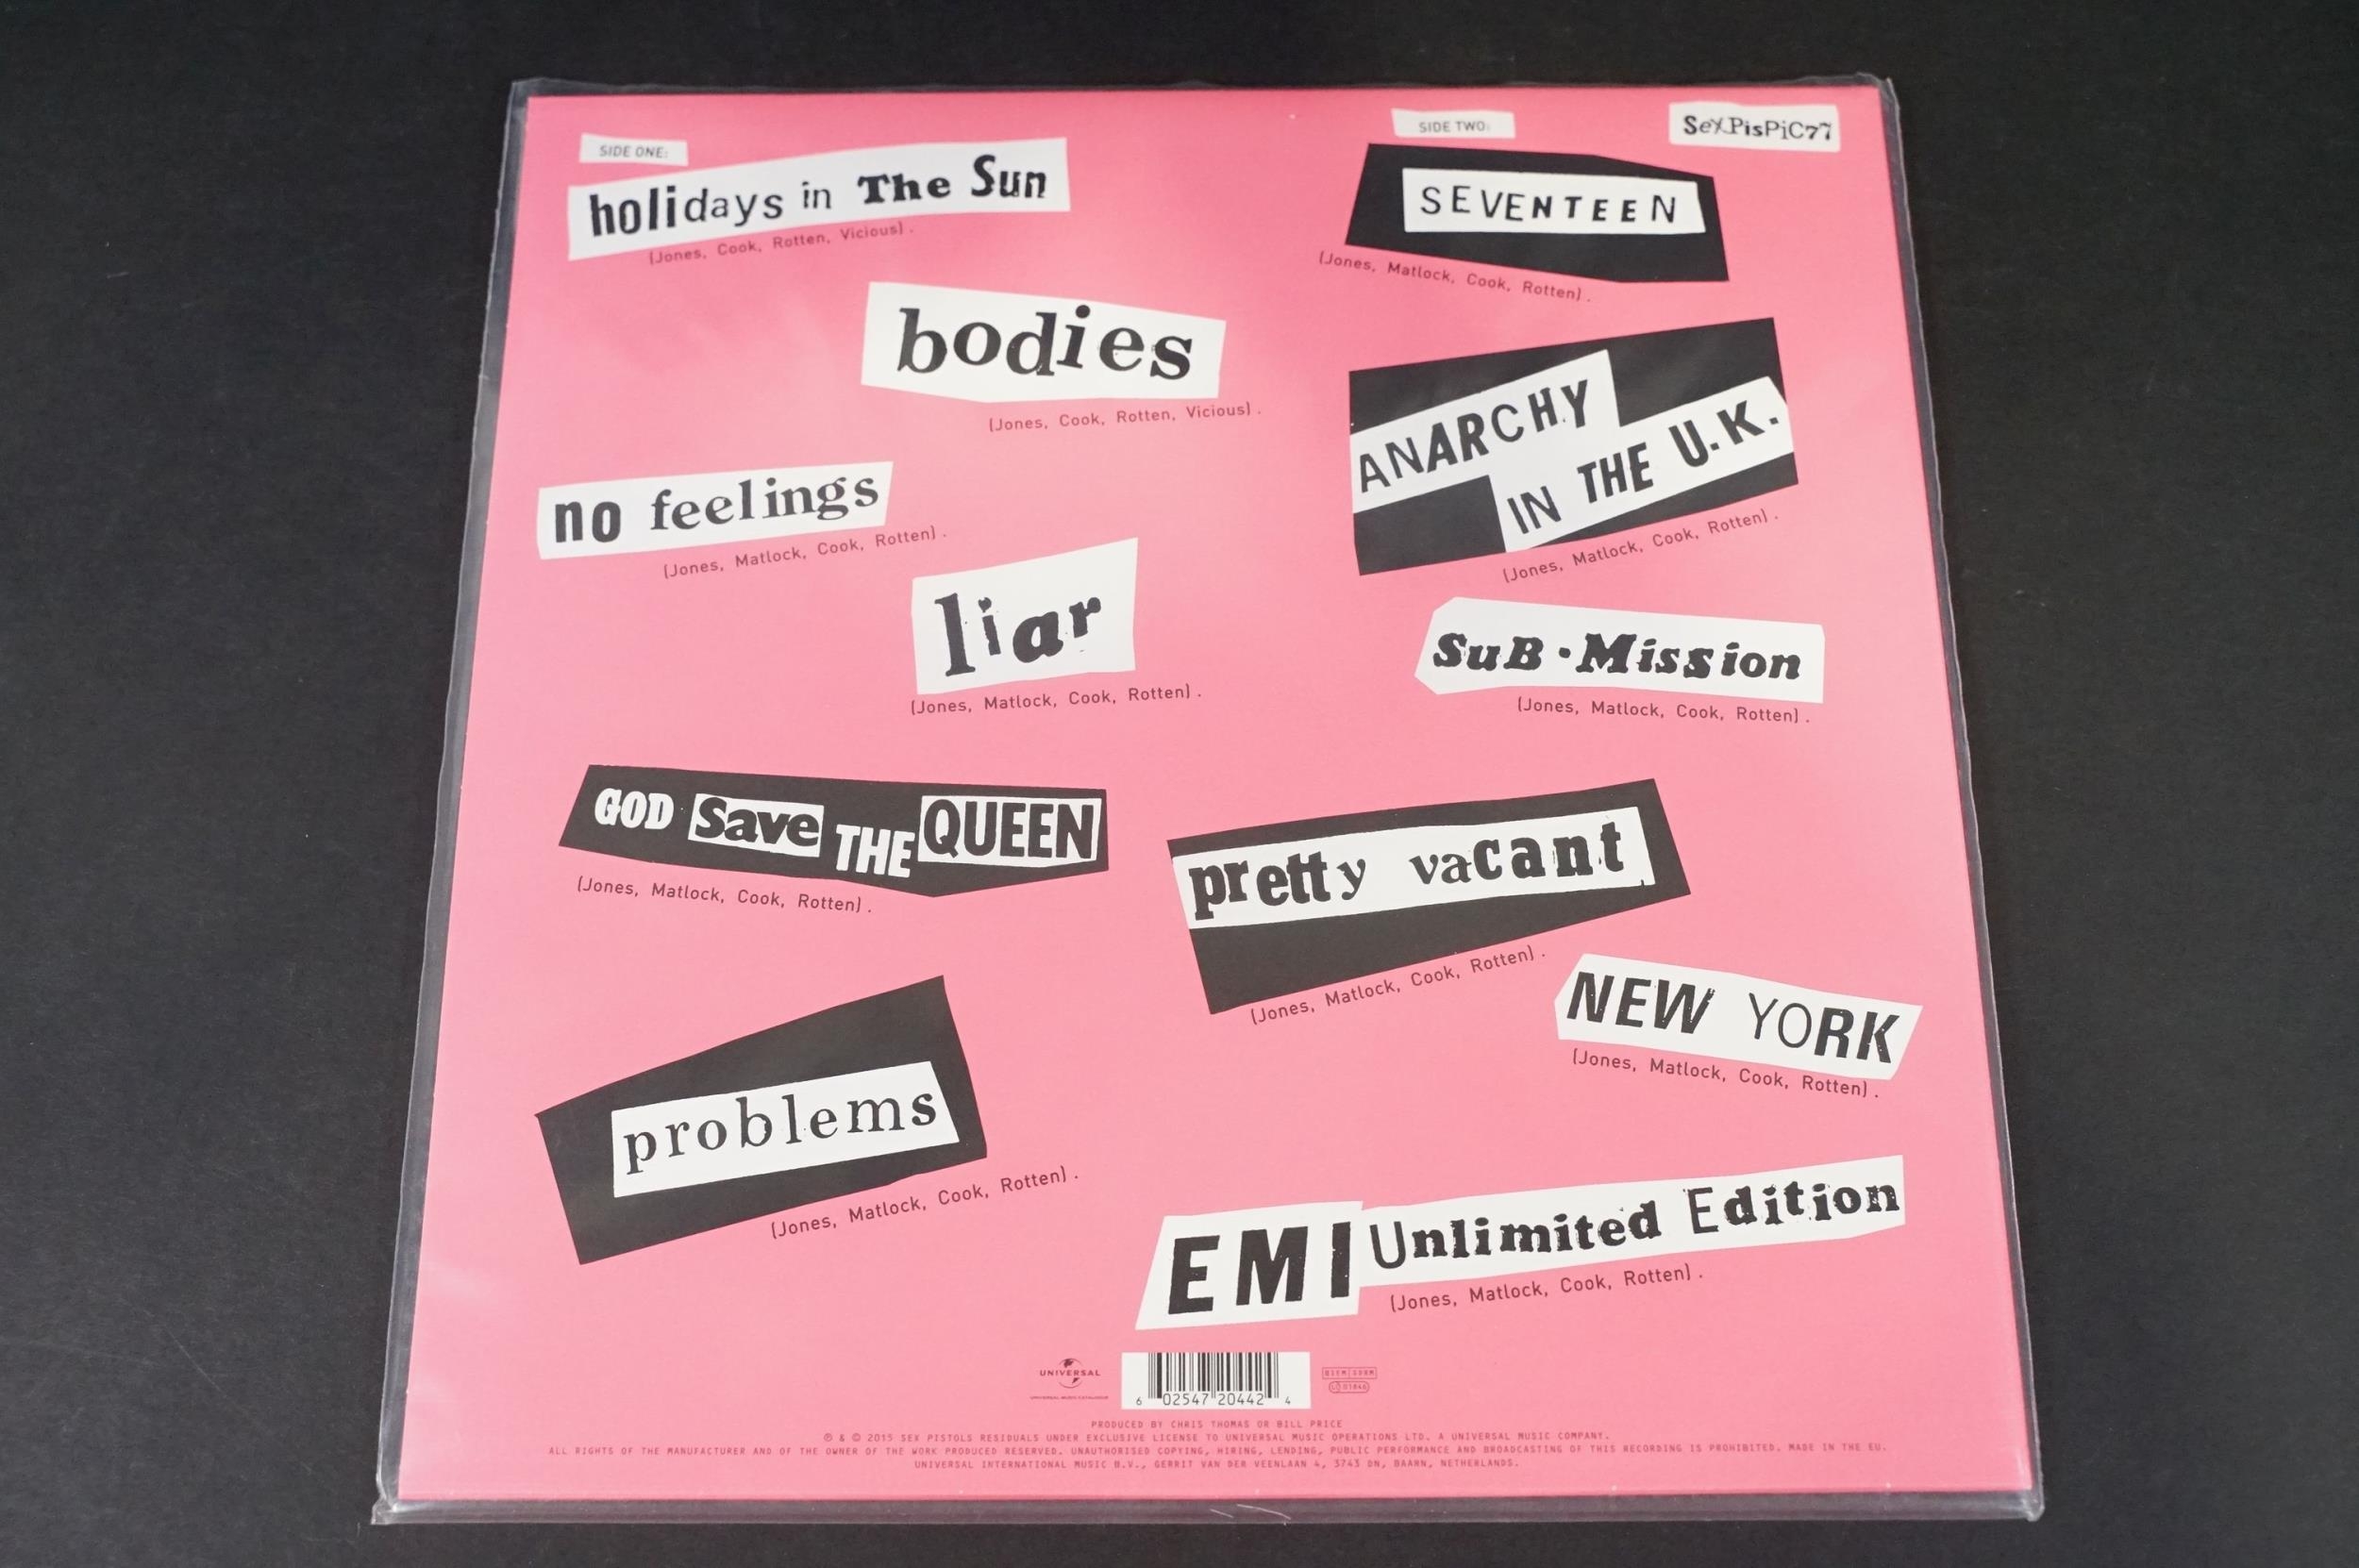 SIDE ONE:
holidays in The Sun
(Jones, Cook, Rotten, Vicious).
bodies
(Jones, Cook, Rotten, Vicious).
no feelings
(Jones, Matlock, Cook, Rotten).
liar
(Jones, Matlock, Cook, Rotten).
GOD Save THE QUEEN
(Jones, Matlock, Cook, Rotten).
problems
(Jones, Matlock, Cook, Rotten).
SIDE TWO:
SeXPisPiC77
SEVENTEEN
(Jones, Matlock, Cook, Rotten).
ANARCHY
IN THE U.K.
(Jones, Matlock, Cook, Rotten).
SuB·Mission
(Jones, Matlock, Cook, Rotten).
pretty vacant
(Jones, Matlock, Cook, Rotten).
NEW YORK
(Jones, Matlock, Cook, Rotten).
EMI Unlimited Edition
(Jones, Matlock, Cook, Rotten).
UNIVERSAL
UNIVERSAL MUSIC CATALOGUE
6 02547 20442 4
BIEM/SDRM
PRODUCED BY CHRIS THOMAS OR BILL PRICE
℗ & © 2015 SEX PISTOLS RESIDUALS UNDER EXCLUSIVE LICENSE TO UNIVERSAL MUSIC OPERATIONS LTD. A UNIVERSAL MUSIC COMPANY.
ALL RIGHTS OF THE MANUFACTURER AND OF THE OWNER OF THE WORK PRODUCED RESERVED. UNAUTHORISED COPYING, HIRING, LENDING, PUBLIC PERFORMANCE AND BROADCASTING OF THIS RECORDING IS PROHIBITED. MADE IN THE EU.
UNIVERSAL INTERNATIONAL MUSIC B.V., GERRIT VAN DER VEENLAAN 4, 3743 DN, BAARN, NETHERLANDS.